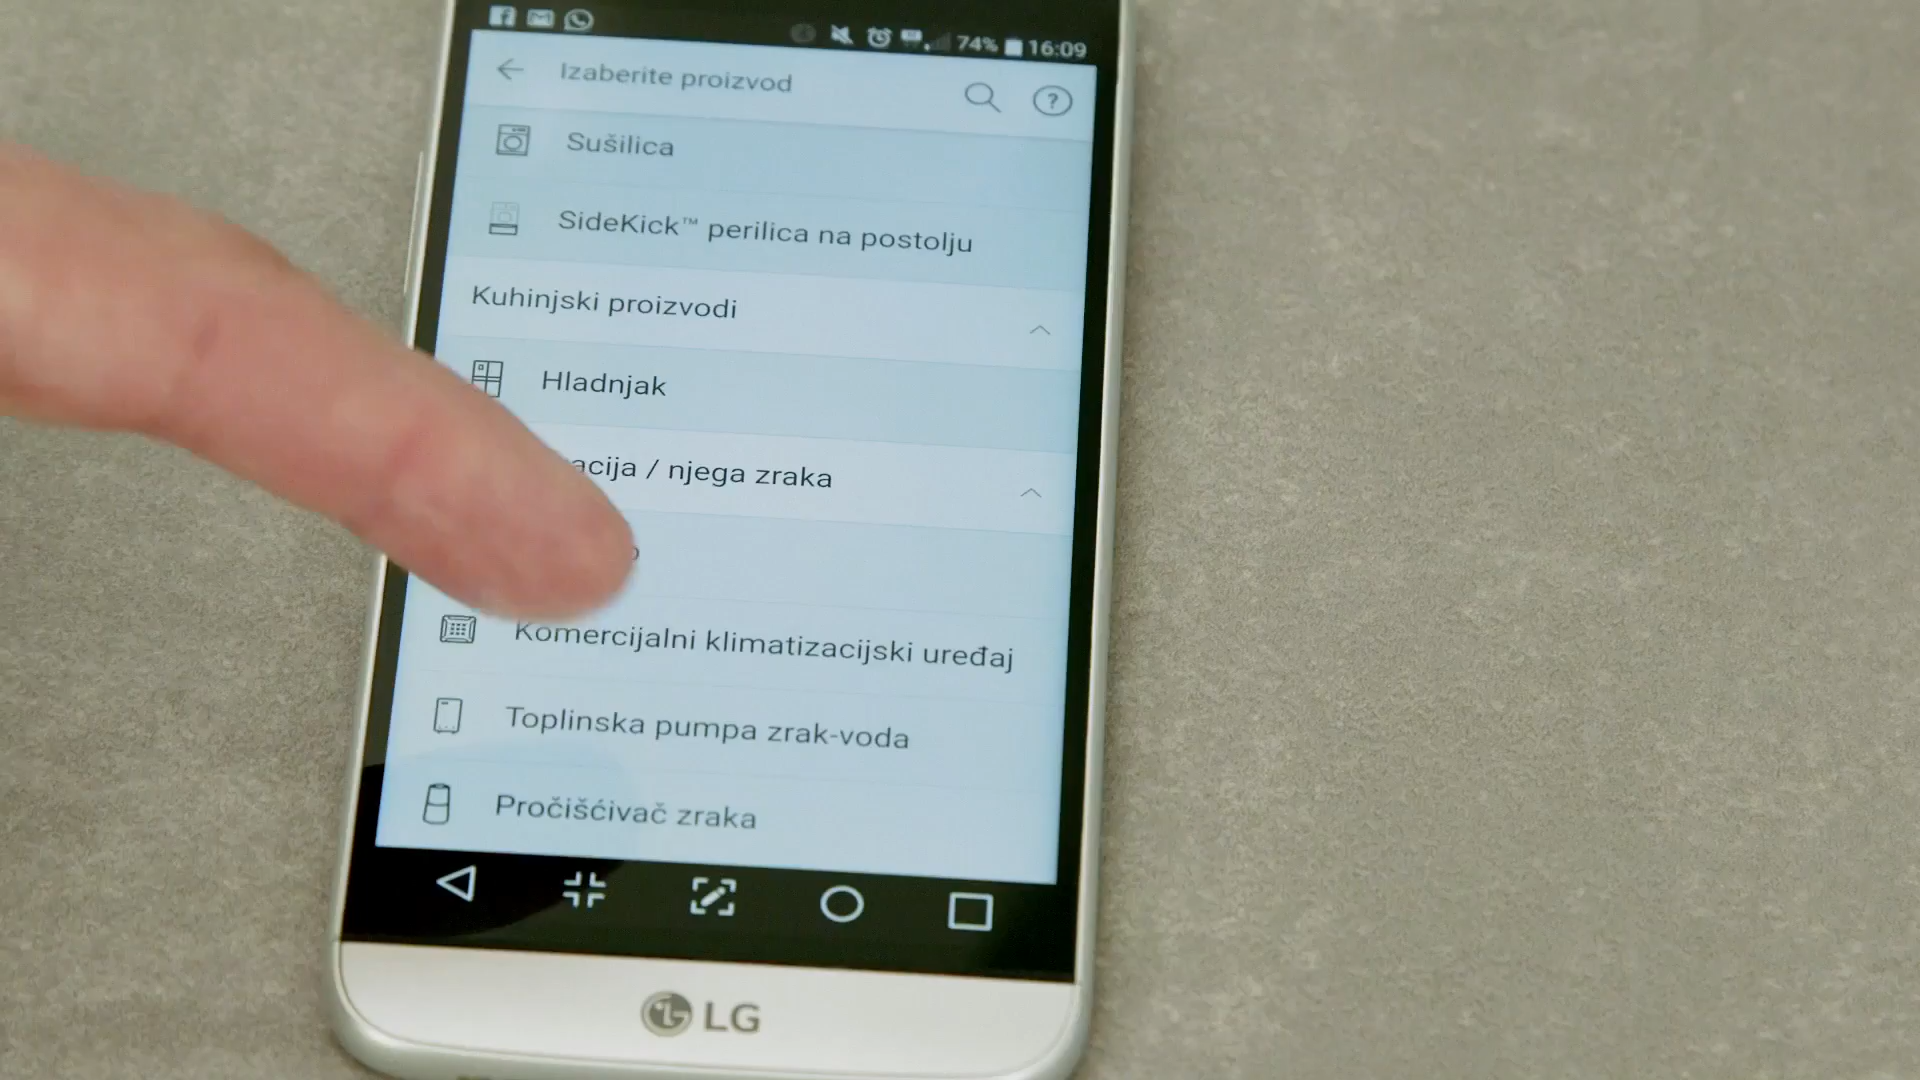 74% 16:09
Izaberite proizvod
?
Sušilica
SideKick™ perilica na postolju
Kuhinjski proizvodi
Hladnjak
/ njega zraka
Komercijalni klimatizacijski uređaj
Toplinska pumpa zrak-voda
Pročišćivač zraka
LG